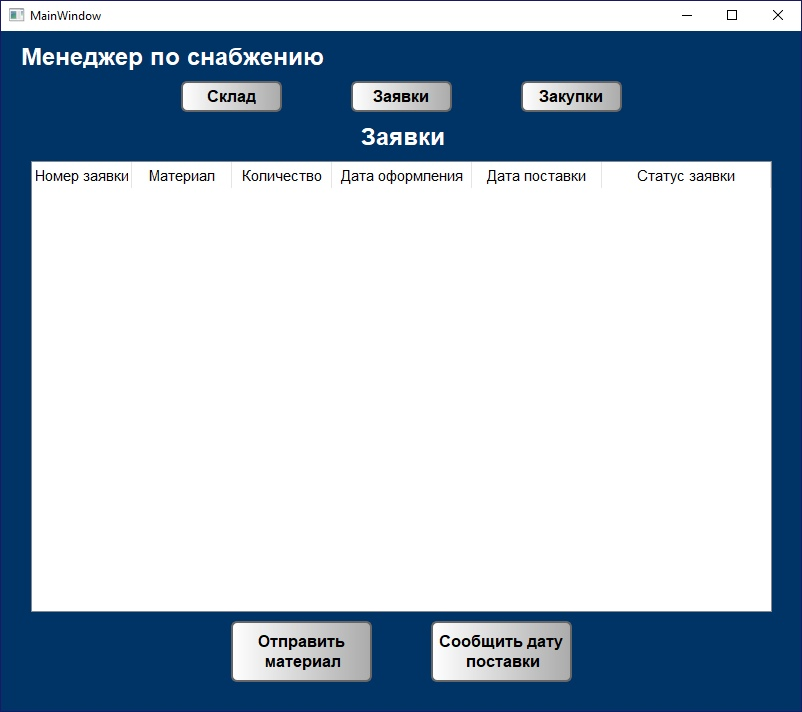 MainWindow
Менеджер по снабжению
Склад Заявки Закупки
Заявки
Номер заявки Материал Количество Дата оформления Дата поставки Статус заявки
Отправить материал
Сообщить дату поставки